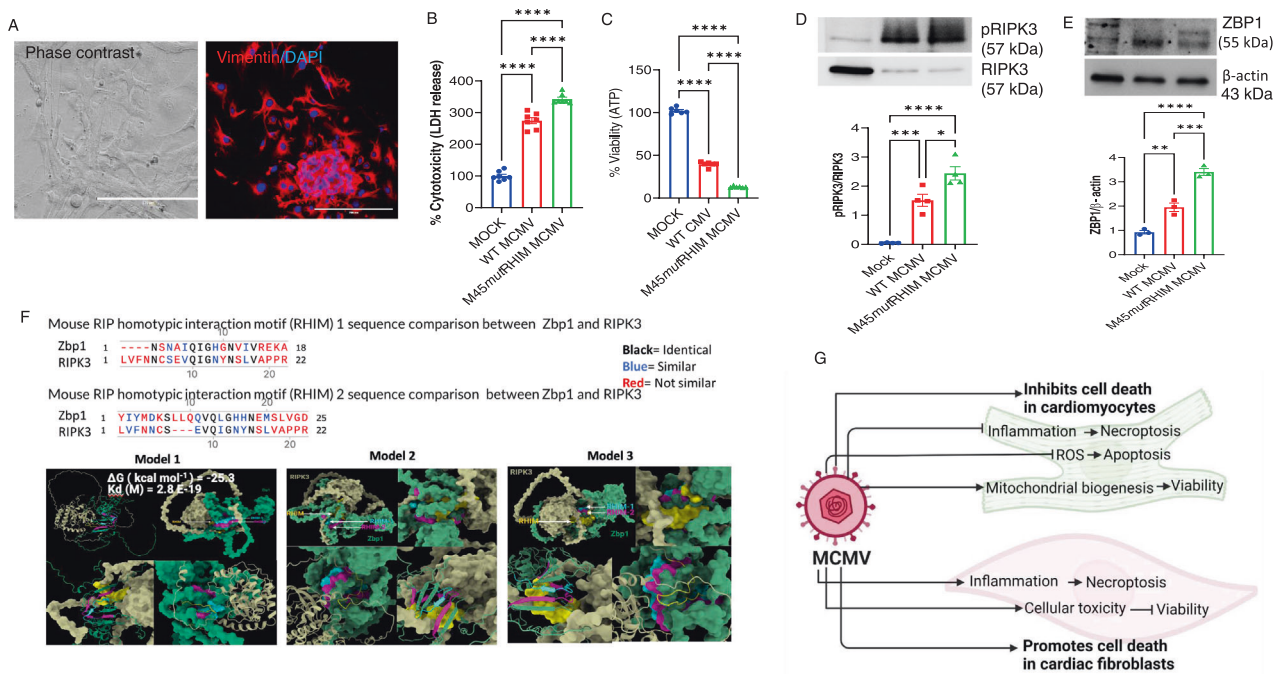 A
Phase contrast
Vimentin/DAPI
B
% Cytotoxicity (LDH release)
400
300
200
100
0
****
****
****
MOCK
WT MCMV
M45mutRHIM MCMV
C
% Viability (ATP)
150
100
50
0
****
****
****
MOCK
WT CMV
M45mutRHIM MCMV
D
pRIPK3
(57 kDa)
RIPK3
(57 kDa)
pRIPK3/RIPK3
4
3
2
1
0
****
***
*
Mock
WT MCMV
M45mutRHIM MCMV
E
ZBP1
(55 kDa)
β-actin
43 kDa
ZBP1/β- actin
4
3
2
1
0
****
**
***
Mock
WT MCMV
M45mutRHIM MCMV
F
Mouse RIP homotypic interaction motif (RHIM) 1 sequence comparison between Zbp1 and RIPK3
10
Zbp1 1 ----NSNAIQIGHGNVIVREKA 18
RIPK3 1 LVFNNCSEVQIGNYNSLVAPPR 22
10 20
Black= Identical
Blue= Similar
Red= Not similar
Mouse RIP homotypic interaction motif (RHIM) 2 sequence comparison between Zbp1 and RIPK3
10 20
Zbp1 1 YIYMDKSLLQQVQLGHHNEMSLVGD 25
RIPK3 1 LVFNNCS---EVQIGNYNSLVAPPR 22
10 20
Model 1
ΔG ( kcal mol⁻¹) = -25.3
Kd (M) = 2.8 E-19
Model 2
RIPK3
RHIM
Zbp1
Model 3
RIPK3
RHIM
Zbp1
G
Inhibits cell death
in cardiomyocytes
Inflammation Necroptosis
ROS Apoptosis
Mitochondrial biogenesis Viability
MCMV
Inflammation Necroptosis
Cellular toxicity Viability
Promotes cell death
in cardiac fibroblasts